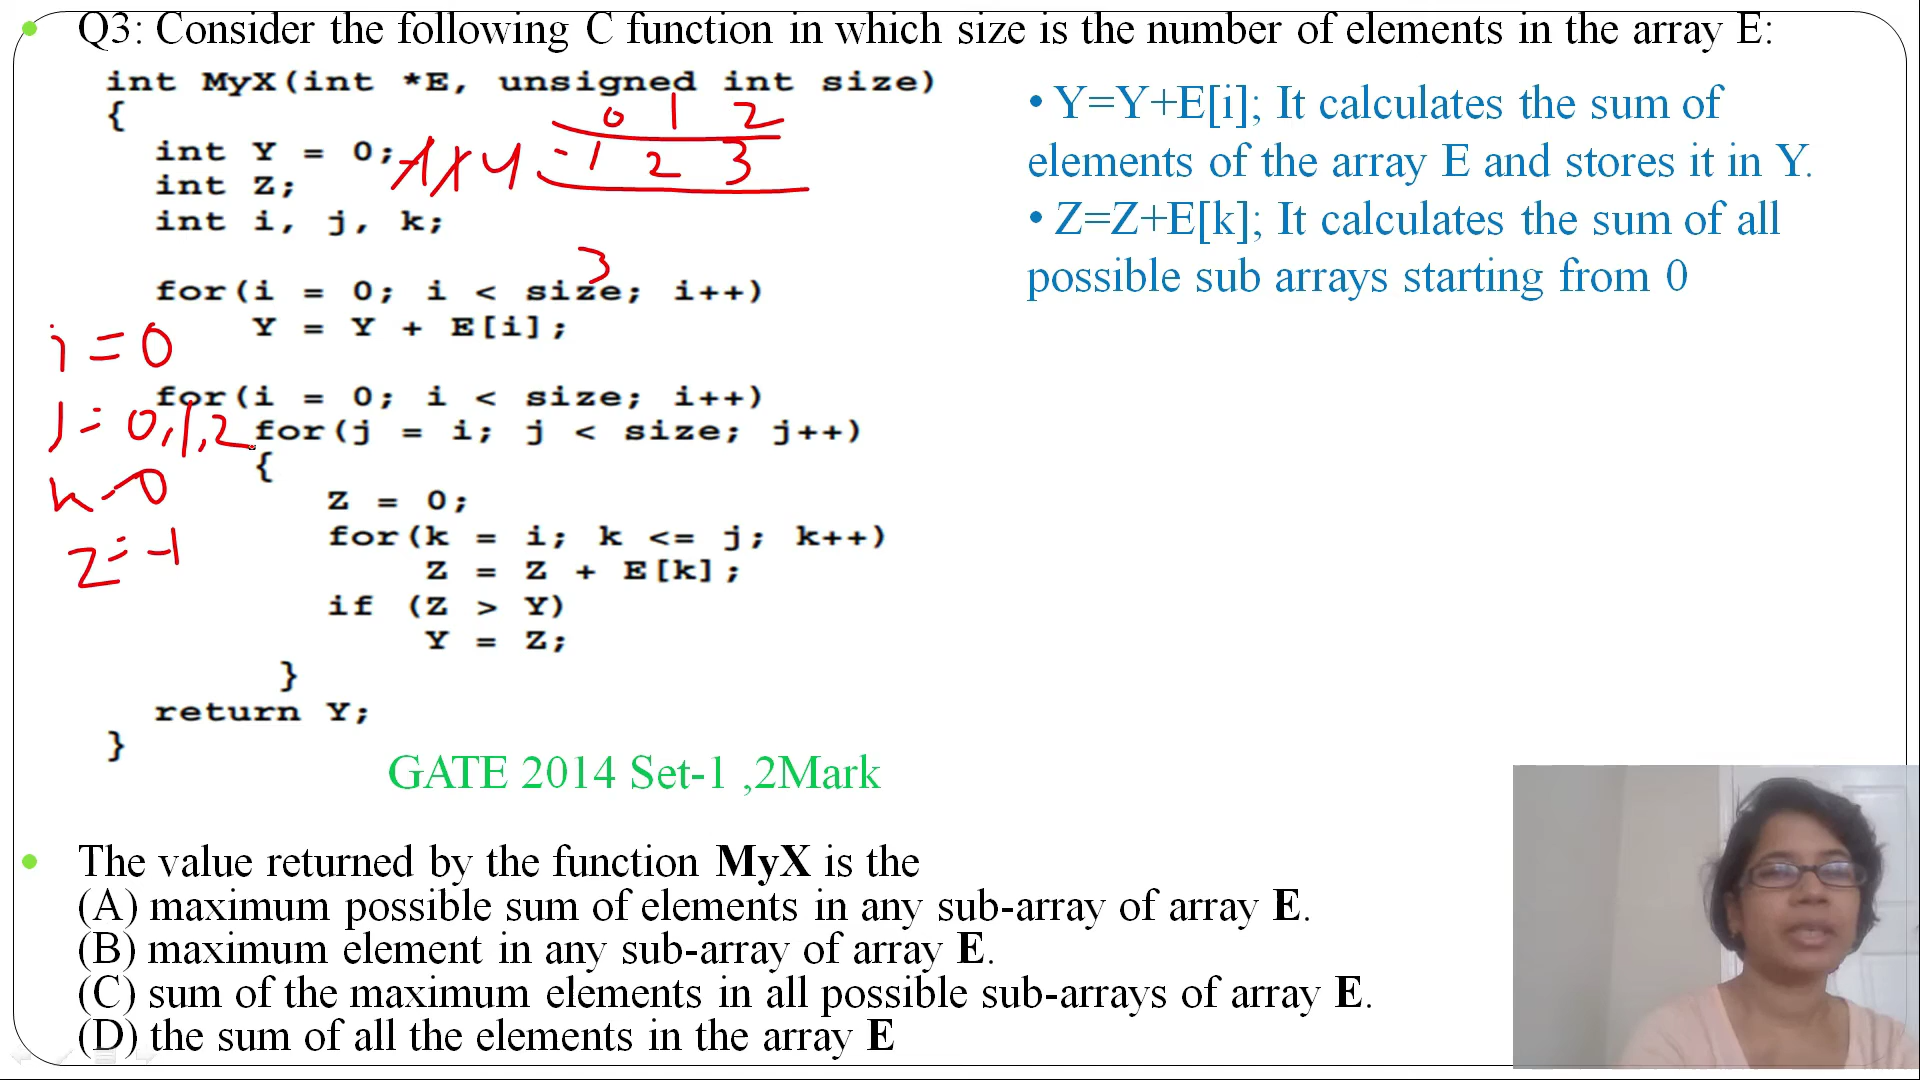 Q3: Consider the following C function in which size is the number of elements in the array E:
int MyX(int *E, unsigned int size)
{
int Y = 0;
int Z;
int i, j, k;
for(i = 0; i < size; i++)
Y = Y + E[i];
for(i = 0; i < size; i++)
for(j = i; j < size; j++)
{
Z = 0;
for(k = i; k <= j; k++)
Z = Z + E[k];
if (Z > Y)
Y = Z;
}
return Y;
}
0 1 2
-1 2 3
3
i = 0
j = 0,1,2
k=0
Z = -1
• Y=Y+E[i]; It calculates the sum of
elements of the array E and stores it in Y.
• Z=Z+E[k]; It calculates the sum of all
possible sub arrays starting from 0
GATE 2014 Set-1 ,2Mark
The value returned by the function MyX is the
(A) maximum possible sum of elements in any sub-array of array E.
(B) maximum element in any sub-array of array E.
(C) sum of the maximum elements in all possible sub-arrays of array E.
(D) the sum of all the elements in the array E